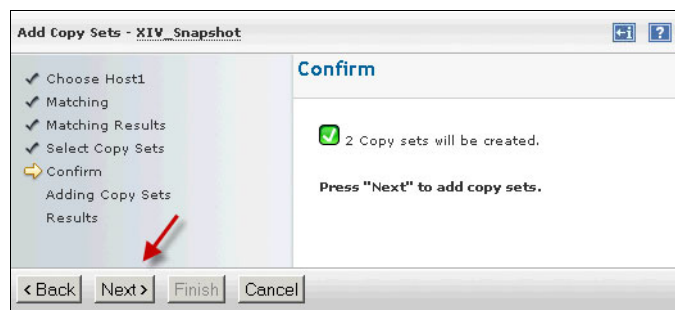 Add Copy Sets - XIV_Snapshot
Choose Host1
Matching
Matching Results
Select Copy Sets
Confirm
Adding Copy Sets
Results
Confirm
2 Copy sets will be created.
Press "Next" to add copy sets.
< Back
Next >
Finish
Cancel
i
?